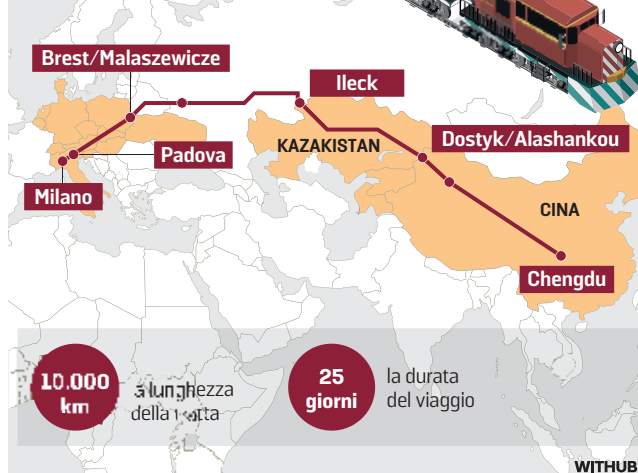 Brest/Malaszewicze
Ileck
KAZAKISTAN
Dostyk/Alashankou
Padova
Milano
CINA
Chengdu
10.000
km
lunghezza
della
25
giorni
la durata
del viaggio
WITHUB